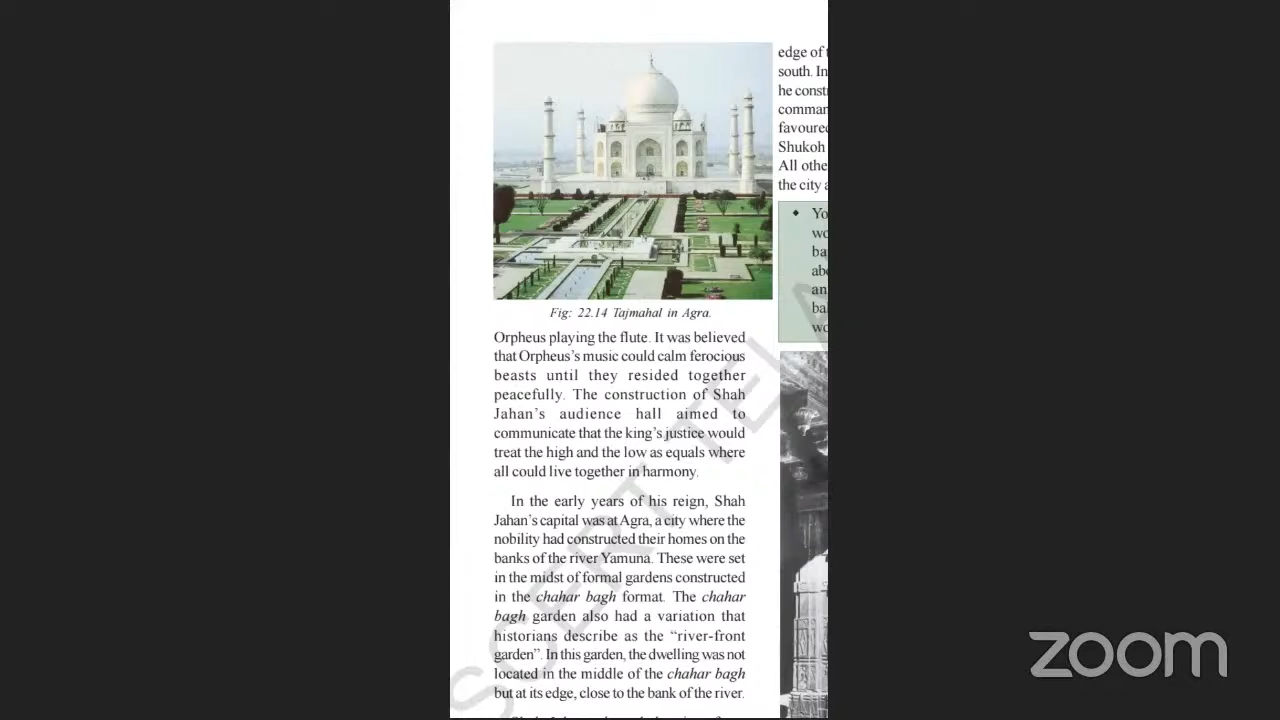 Fig: 22.14 Tajmahal in Agra.
Orpheus playing the flute. It was believed
that Orpheus's music could calm ferocious
beasts until they resided together
peacefully. The construction of Shah
Jahan's audience hall aimed to
communicate that the king's justice would
treat the high and the low as equals where
all could live together in harmony.
In the early years of his reign, Shah
Jahan's capital was at Agra, a city where the
nobility had constructed their homes on the
banks of the river Yamuna. These were set
in the midst of formal gardens constructed
in the chahar bagh format. The chahar
bagh garden also had a variation that
historians describe as the “river-front
garden”. In this garden, the dwelling was not
located in the middle of the chahar bagh
but at its edge, close to the bank of the river.
edge of
south. In
he
favoured
Shukoh
All
the city
SCERT
zoom